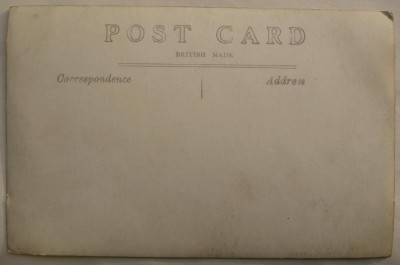 POST CARD
BRITISH MADE.
Correspondence
Address